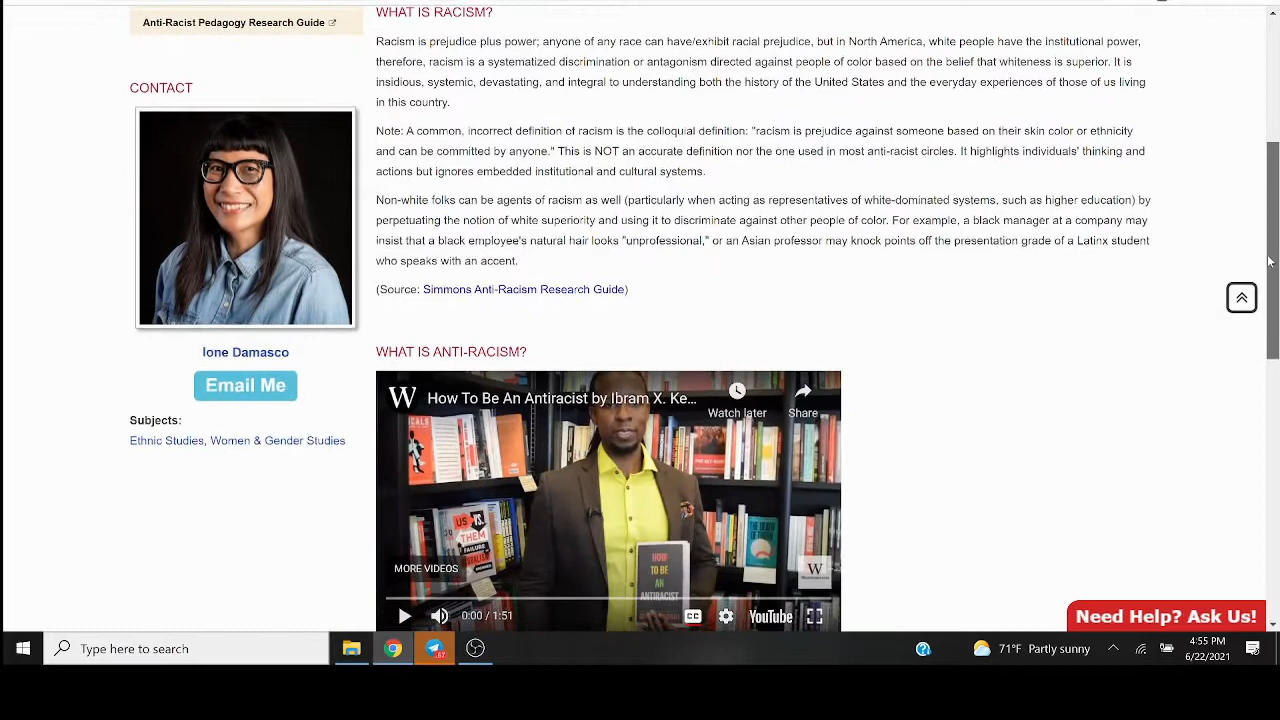 Anti-Racist Pedagogy Research Guide
CONTACT
Ione Damasco
Email Me
Subjects:
Ethnic Studies, Women & Gender Studies
WHAT IS RACISM?
Racism is prejudice plus power; anyone of any race can have/exhibit racial prejudice, but in North America, white people have the institutional power,
therefore, racism is a systematized discrimination or antagonism directed against people of color based on the belief that whiteness is superior. It is
insidious, systemic, devastating, and integral to understanding both the history of the United States and the everyday experiences of those of us living
in this country.
Note: A common, incorrect definition of racism is the colloquial definition: "racism is prejudice against someone based on their skin color or ethnicity
and can be committed by anyone." This is NOT an accurate definition nor the one used in most anti-racist circles. It highlights individuals' thinking and
actions but ignores embedded institutional and cultural systems.
Non-white folks can be agents of racism as well (particularly when acting as representatives of white-dominated systems, such as higher education) by
perpetuating the notion of white superiority and using it to discriminate against other people of color. For example, a black manager at a company may
insist that a black employee's natural hair looks "unprofessional," or an Asian professor may knock points off the presentation grade of a Latinx student
who speaks with an accent.
(Source: Simmons Anti-Racism Research Guide)
WHAT IS ANTI-RACISM?
W
How To Be An Antiracist by Ibram X. Ke...
Watch later
Share
US VS.
THEM
FAILURE
HOW
TO BE
AN
ANTIRACIST
THE DEATH
MORE VIDEOS
W
0:00 / 1:51
CC
YouTube
Need Help? Ask Us!
Type here to search
67
71°F Partly sunny
4:55 PM
6/22/2021